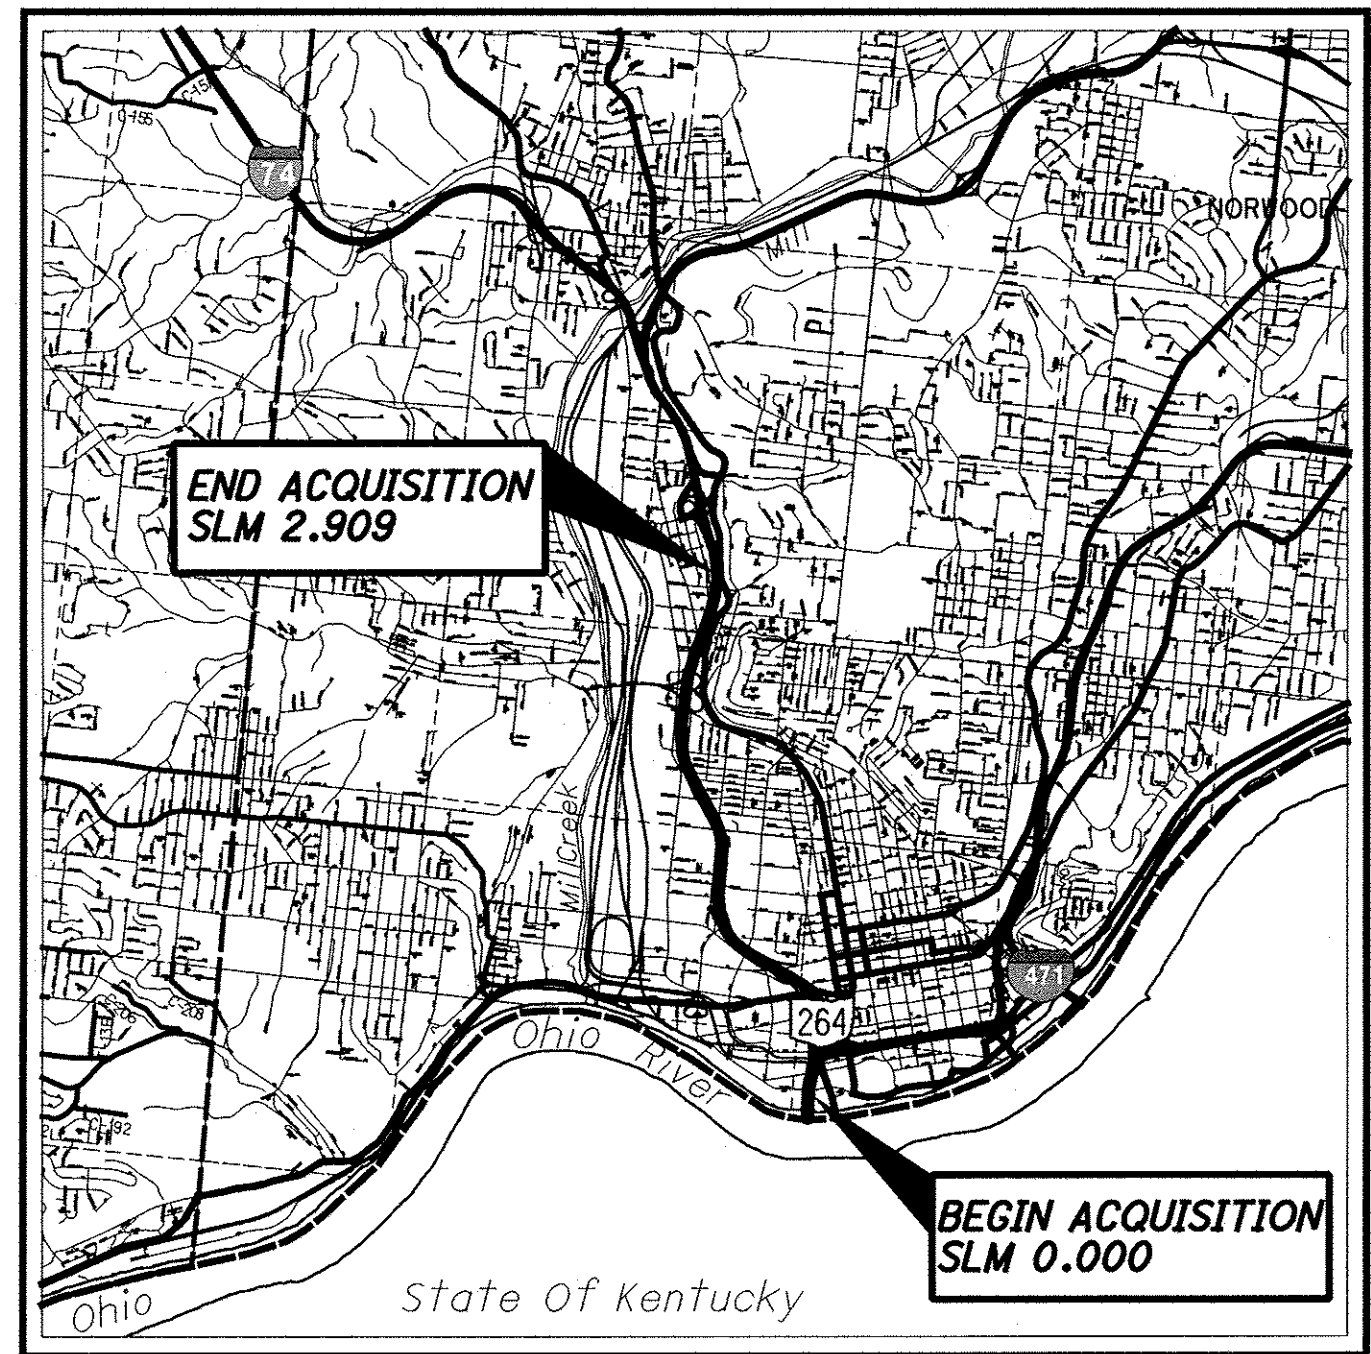 C-155
74
NORWOOD
Mill
END ACQUISITION
SLM 2.909
Mill Creek
471
264
C-208
Ohio River
C-192
BEGIN ACQUISITION
SLM 0.000
State Of Kentucky
Ohio